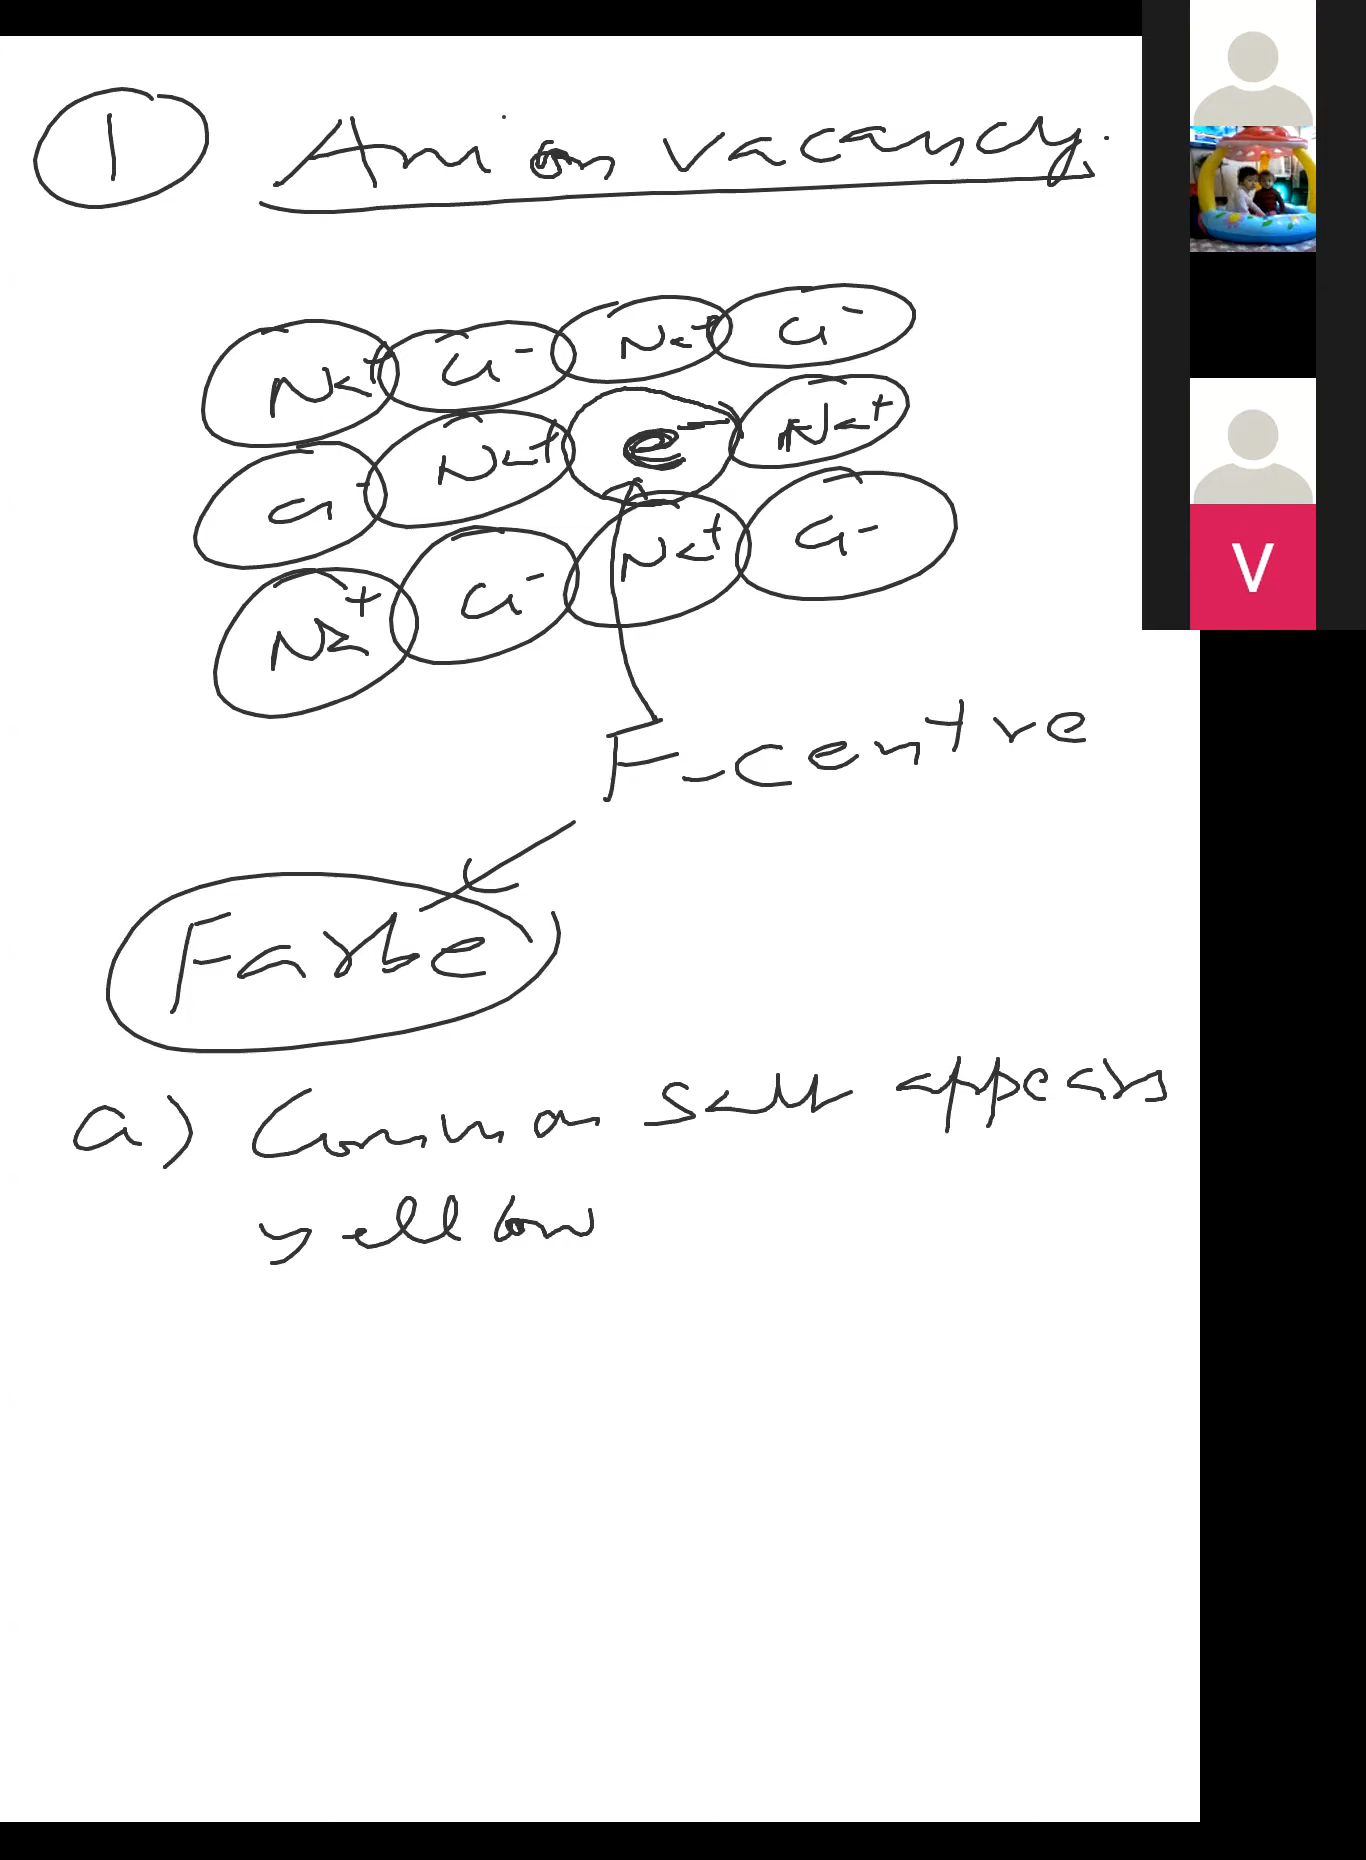 1 Anion vacancy.
Na+ Cl- Na+ Cl-
Cl- Na+ e- Na+
Na+ Cl- Na+ Cl-
F-centre
Farbe
a) Common salt appears
yellow
V